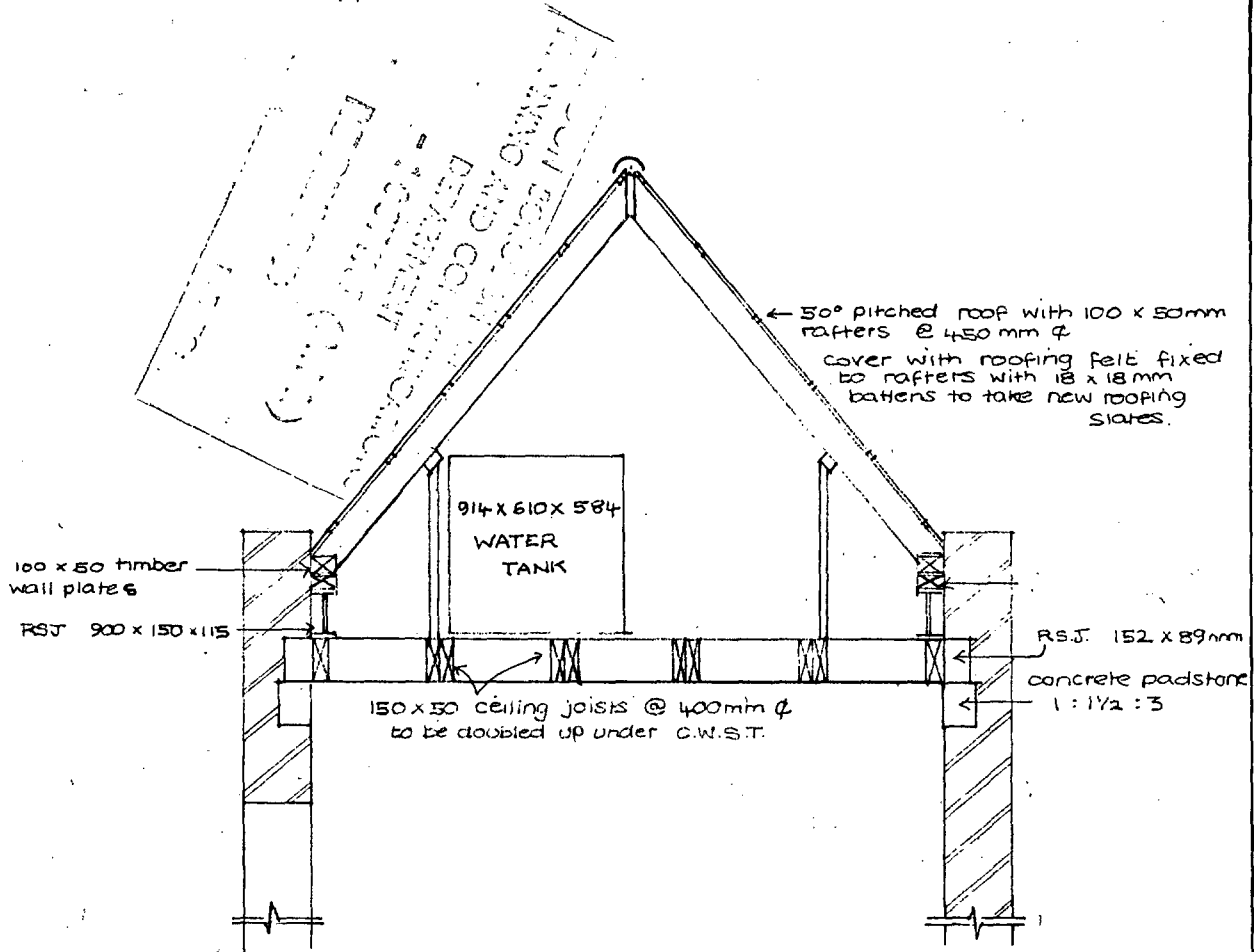 50° pitched roof with 100 x 50mm
rafters @ 450 mm ¢
cover with roofing felt fixed
to rafters with 18 x 18mm
battens to take new roofing
slates.
914 x 610 x 584
WATER
TANK
100 x 50 timber
wall plates
RSJ 900 x 150 x 115
R.S.J. 152 x 89mm
concrete padstone
1 : 1½ : 3
150 x 50 ceiling joists @ 400mm ¢
to be doubled up under C.W.S.T.